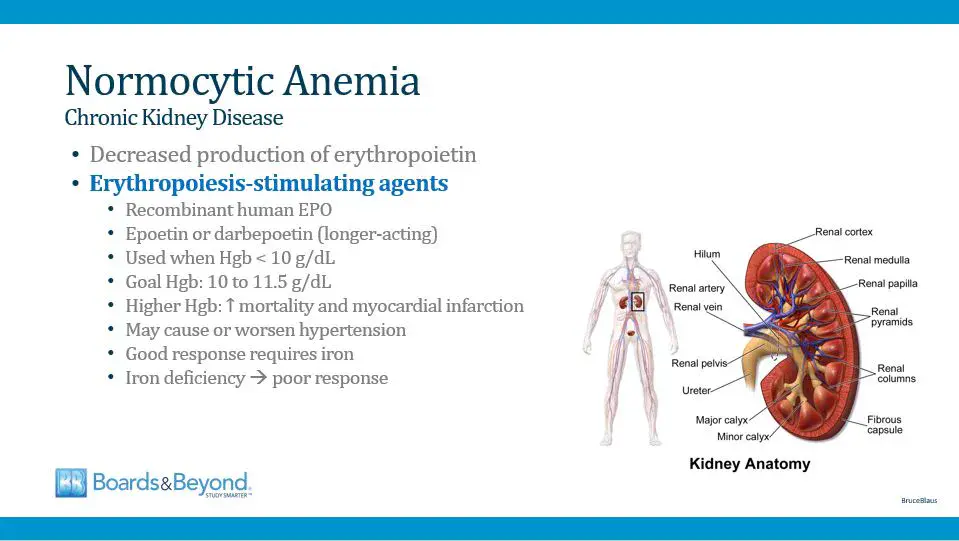 Normocytic Anemia
Chronic Kidney Disease
• Decreased production of erythropoietin
• Erythropoiesis-stimulating agents
• Recombinant human EPO
• Epoetin or darbepoetin (longer-acting)
• Used when Hgb < 10 g/dL
• Goal Hgb: 10 to 11.5 g/dL
• Higher Hgb: ↑ mortality and myocardial infarction
• May cause or worsen hypertension
• Good response requires iron
• Iron deficiency → poor response
Renal cortex
Hilum
Renal medulla
Renal papilla
Renal artery
Renal vein
Renal
pyramids
Renal pelvis
Renal
columns
Ureter
Major calyx
Minor calyx
Fibrous
capsule
Kidney Anatomy
BB Boards&Beyond®
STUDY SMARTER™
BruceBlaus